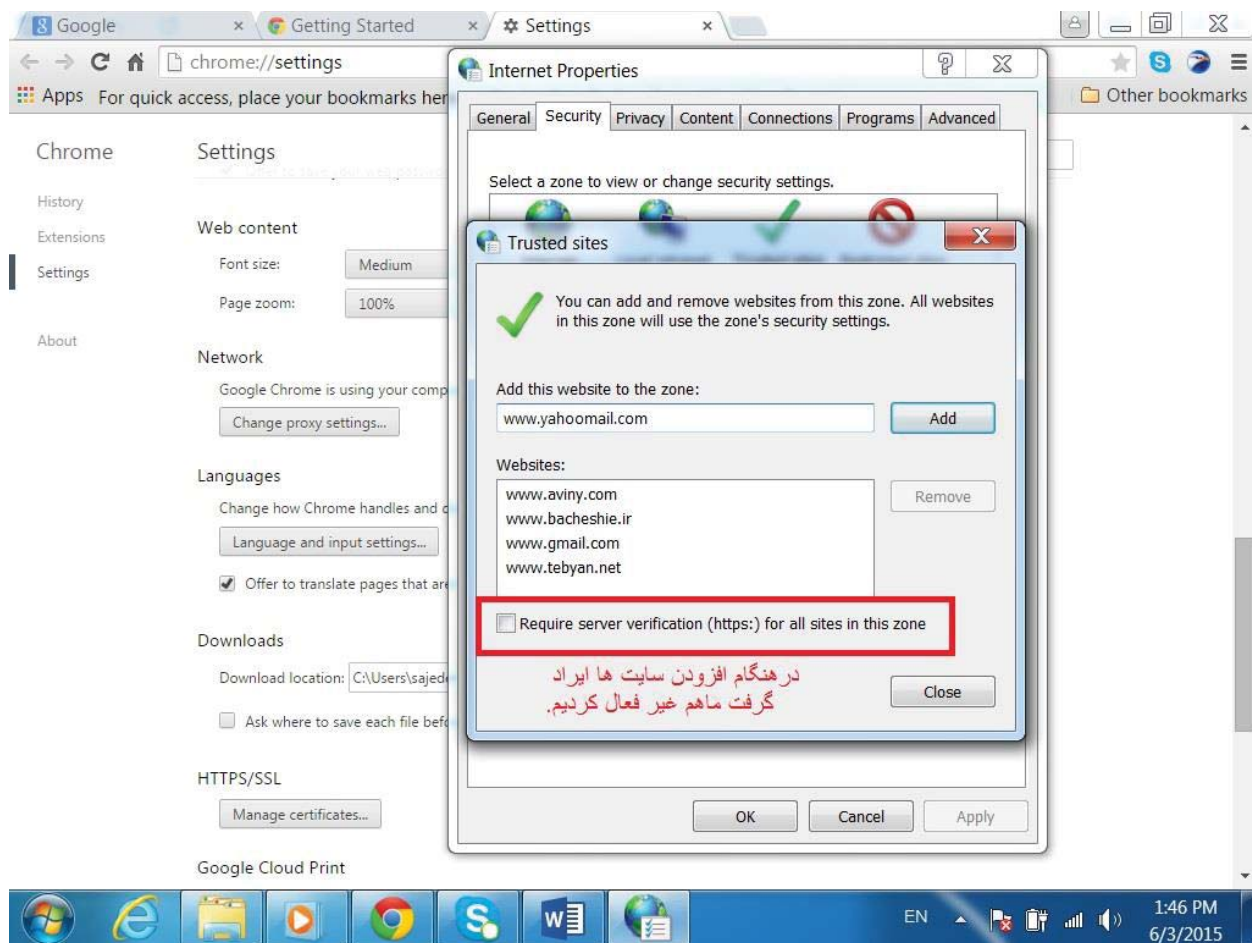 Google
Getting Started
Settings
chrome://settings
Apps For quick access, place your bookmarks her
Other bookmarks
Chrome
History
Extensions
Settings
About
Settings
Web content
Font size: Medium
Page zoom: 100%
Network
Google Chrome is using your comp
Change proxy settings...
Languages
Change how Chrome handles and d
Language and input settings...
Offer to translate pages that are
Downloads
Download location: C:\Users\sajede
Ask where to save each file befo
HTTPS/SSL
Manage certificates...
Google Cloud Print
Internet Properties
General Security Privacy Content Connections Programs Advanced
Select a zone to view or change security settings.
Trusted sites
You can add and remove websites from this zone. All websites
in this zone will use the zone's security settings.
Add this website to the zone:
www.yahoomail.com Add
Websites:
www.aviny.com
www.bacheshie.ir
www.gmail.com
www.tebyan.net
Remove
Require server verification (https:) for all sites in this zone
در هنگام افزودن سایت ها ایراد
گرفت ماهم غیر فعال کردیم.
Close
OK Cancel Apply
EN
1:46 PM
6/3/2015